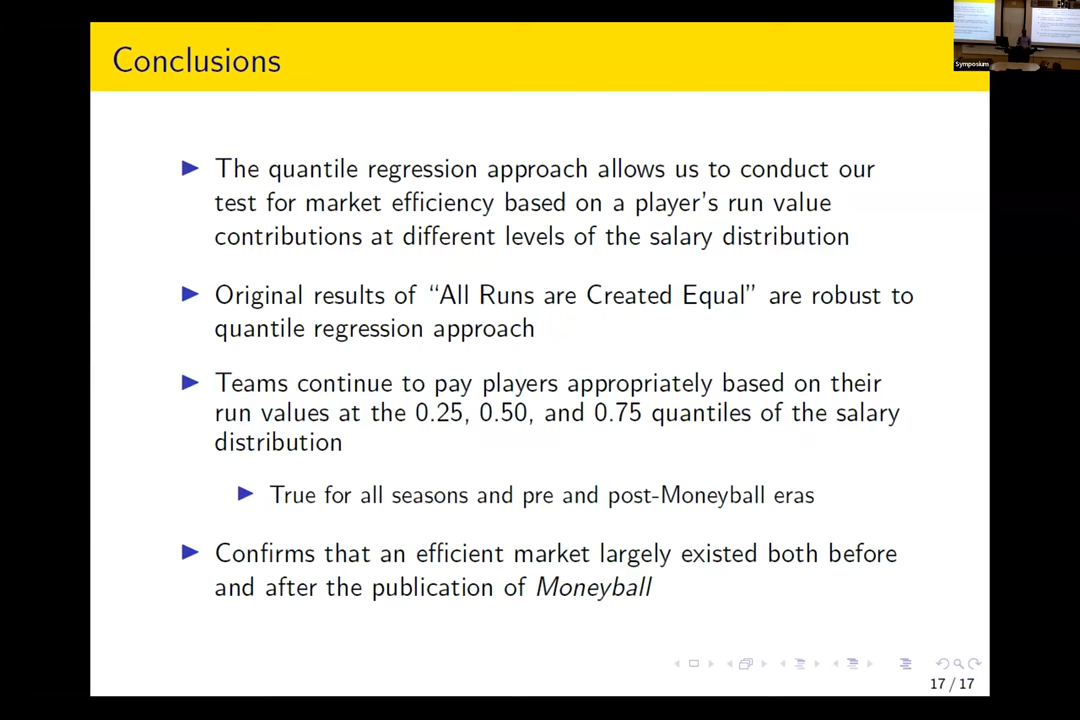 Conclusions
Symposium
The quantile regression approach allows us to conduct our
test for market efficiency based on a player's run value
contributions at different levels of the salary distribution
Original results of “All Runs are Created Equal” are robust to
quantile regression approach
Teams continue to pay players appropriately based on their
run values at the 0.25, 0.50, and 0.75 quantiles of the salary
distribution
True for all seasons and pre and post-Moneyball eras
Confirms that an efficient market largely existed both before
and after the publication of Moneyball
17 / 17